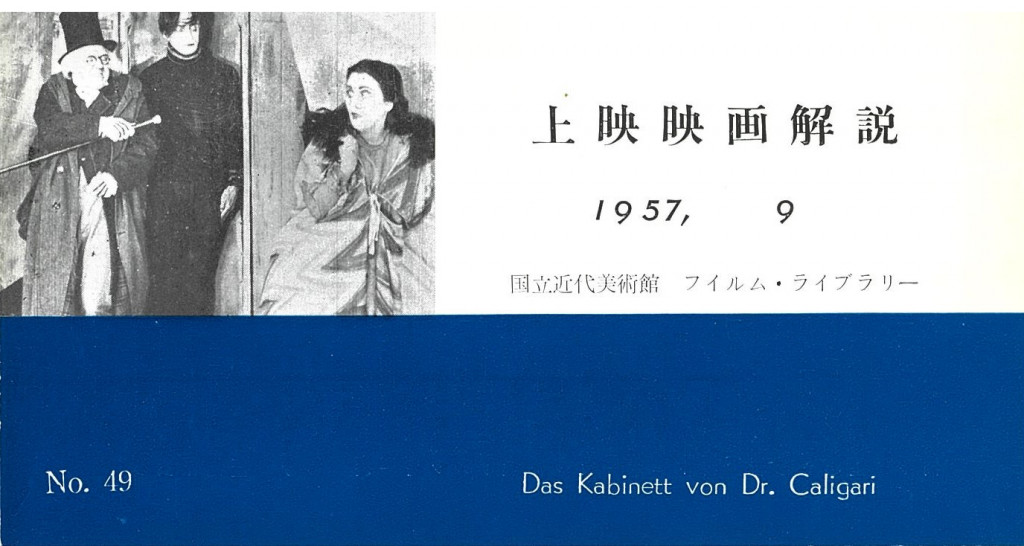 上映映画解説
1957, 9
国立近代美術館 フイルム・ライブラリー
No. 49
Das Kabinett von Dr. Caligari